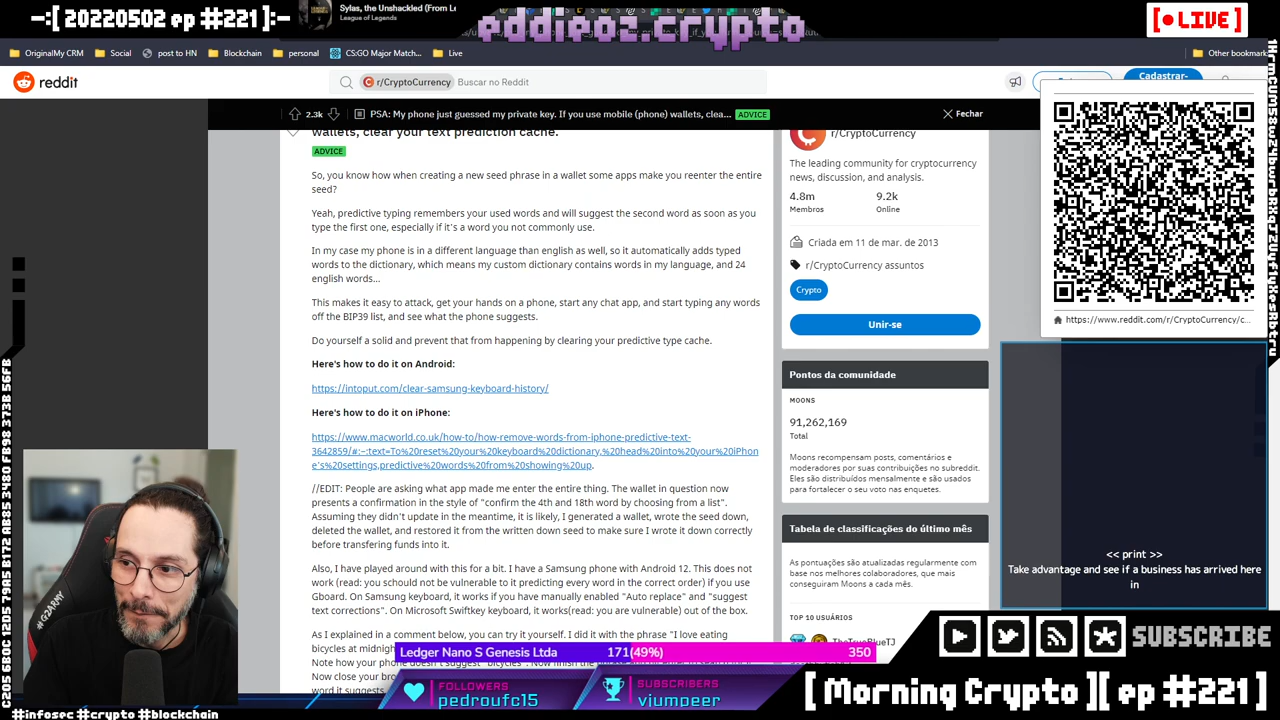 -:[ 20220502 ep #221 ]:-
Sylas, the Unshackled (From Le
League of Legends
eddieoz.crypto
[ • LIVE ]
OriginalMy CRM
Social
post to HN
Blockchain
personal
CS:GO Major Match...
Live
Other bookmark
reddit
r/CryptoCurrency
Buscar no Reddit
Cadastrar-
2.3k
PSA: My phone just guessed my private key. If you use mobile (phone) wallets, clea...
ADVICE
Fechar
wallets, clear your text prediction cache.
ADVICE
So, you know how when creating a new seed phrase in a wallet some apps make you reenter the entire
seed?
Yeah, predictive typing remembers your used words and will suggest the second word as soon as you
type the first one, especially if it's a word you not commonly use.
In my case my phone is in a different language than english as well, so it automatically adds typed
words to the dictionary, which means my custom dictionary contains words in my language, and 24
english words...
This makes it easy to attack, get your hands on a phone, start any chat app, and start typing any words
off the BIP39 list, and see what the phone suggests.
Do yourself a solid and prevent that from happening by clearing your predictive type cache.
Here's how to do it on Android:
https://intoput.com/clear-samsung-keyboard-history/
Here's how to do it on iPhone:
https://www.macworld.co.uk/how-to/how-remove-words-from-iphone-predictive-text-
3642859/#:~:text=To%20reset%20your%20keyboard%20dictionary,%20head%20into%20your%20iPhon
e's%20settings,predictive%20words%20from%20showing%20up.
//EDIT: People are asking what app made me enter the entire thing. The wallet in question now
presents a confirmation in the style of "confirm the 4th and 18th word by choosing from a list".
Assuming they didn't update in the meantime, it is likely, I generated a wallet, wrote the seed down,
deleted the wallet, and restored it from the written down seed to make sure I wrote it down correctly
before transfering funds into it.
Also, I have played around with this for a bit. I have a Samsung phone with Android 12. This does not
work (read: you schould not be vulnerable to it predicting every word in the correct order) if you use
Gboard. On Samsung keyboard, it works if you have manually enabled "Auto replace" and "suggest
text corrections". On Microsoft Swiftkey keyboard, it works(read: you are vulnerable) out of the box.
As I explained in a comment below, you can try it yourself. I did it with the phrase "I love eating
bicycles at midnigh
Note how your phone doesn't suggest "bicycles". Now finish the
Now close your bro
word it suggests
r/CryptoCurrency
The leading community for cryptocurrency
news, discussion, and analysis.
4.8m
9.2k
Membros
Online
Criada em 11 de mar. de 2013
r/CryptoCurrency assuntos
Crypto
Unir-se
Pontos da comunidade
MOONS
91,262,169
Total
Moons recompensam posts, comentários e
moderadores por suas contribuições no subreddit.
Eles são distribuídos mensalmente e são usados
para fortalecer o seu voto nas enquetes.
Tabela de classificações do último
mês
As pontuações são atualizadas regularmente com
base nos melhores colaboradores, que mais
conseguiram Moons a cada mês.
TOP 10 USUÁRIOS
TheTrueBlueTJ
https://www.reddit.com/r/CryptoCurrency/c...
<< print >>
Take advantage and see if a business has arrived here
in
SUBSCRIBE
Ledger Nano S Genesis Ltda
171(49%)
350
FOLLOWERS
pedroufc15
SUBSCRIBERS
vjumpeer
[ Morning Crypto ][ ep #221 ]
#infosec #crypto #blockchain
#G2ARMY